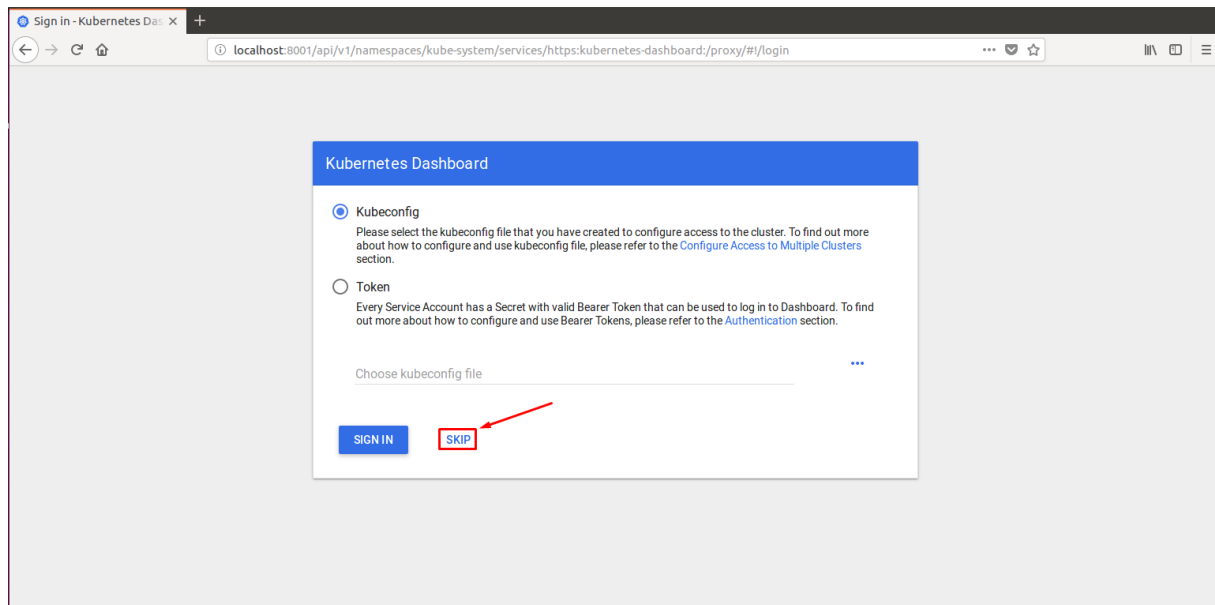 Sign in - Kubernetes Das
localhost:8001/api/v1/namespaces/kube-system/services/https:kubernetes-dashboard:/proxy/#!/login
Kubernetes Dashboard
Kubeconfig
Please select the kubeconfig file that you have created to configure access to the cluster. To find out more
about how to configure and use kubeconfig file, please refer to the Configure Access to Multiple Clusters
section.
Token
Every Service Account has a Secret with valid Bearer Token that can be used to log in to Dashboard. To find
out more about how to configure and use Bearer Tokens, please refer to the Authentication section.
Choose kubeconfig file
SIGN IN SKIP